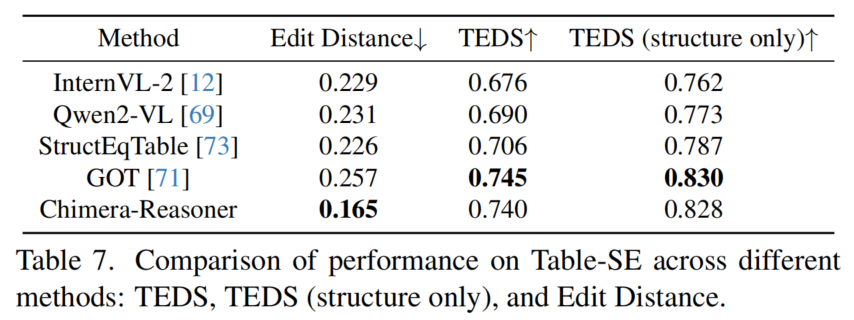 Method Edit Distance↓ TEDS↑ TEDS (structure only)↑
InternVL-2 [12] 0.229 0.676 0.762
Qwen2-VL [69] 0.231 0.690 0.773
StructEqTable [73] 0.226 0.706 0.787
GOT [71] 0.257 0.745 0.830
Chimera-Reasoner 0.165 0.740 0.828
Table 7. Comparison of performance on Table-SE across different
methods: TEDS, TEDS (structure only), and Edit Distance.